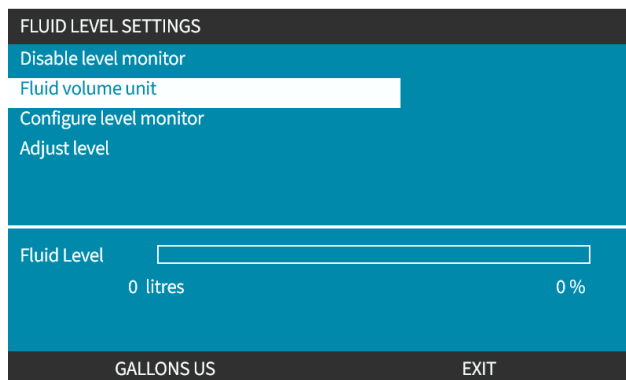 FLUID LEVEL SETTINGS
Disable level monitor
Fluid volume unit
Configure level monitor
Adjust level
Fluid Level
0 litres 0 %
GALLONS US EXIT